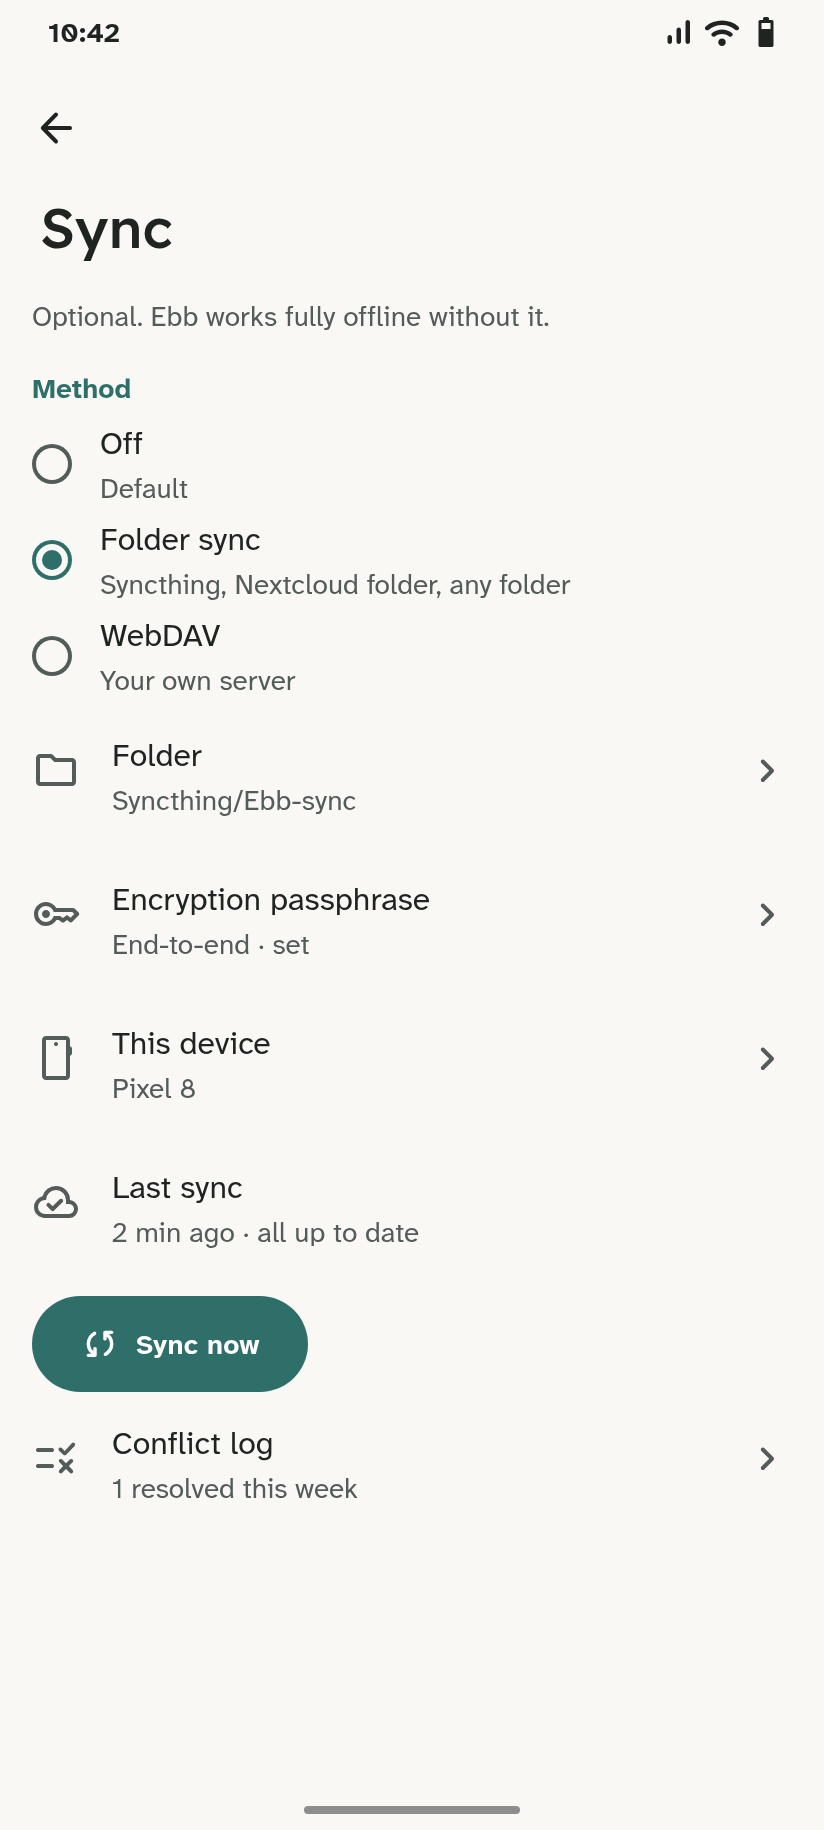 10:42
Sync
Optional. Ebb works fully offline without it.
Method
Off
Default
Folder sync
Syncthing, Nextcloud folder, any folder
WebDAV
Your own server
Folder
Syncthing/Ebb-sync
Encryption passphrase
End-to-end · set
This device
Pixel 8
Last sync
2 min ago · all up to date
Sync now
Conflict log
1 resolved this week